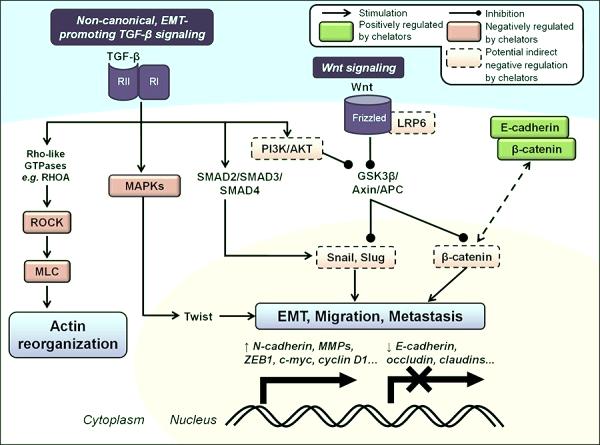 Non-canonical, EMT-
promoting TGF-β signaling
TGF-β
RII
RI
Stimulation
Inhibition
Positively regulated
by chelators
Negatively regulated
by chelators
Potential indirect
negative regulation
by chelators
Wnt signaling
Wnt
Frizzled
LRP6
E-cadherin
β-catenin
PI3K/AKT
Rho-like
GTPases
e.g. RHOA
MAPKs
SMAD2/SMAD3/
SMAD4
GSK3β/
Axin/APC
ROCK
MLC
Snail, Slug
β-catenin
Actin
reorganization
Twist
EMT, Migration, Metastasis
↑ N-cadherin, MMPs,
ZEB1, c-myc, cyclin D1...
↓ E-cadherin,
occludin, claudins...
Cytoplasm
Nucleus